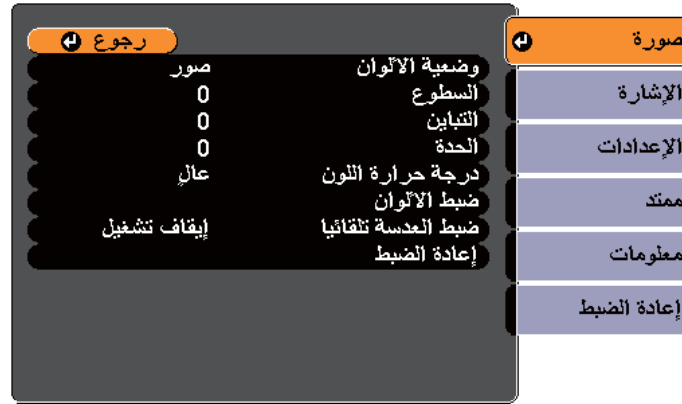 صورة
الإشارة
الإعدادات
ممتد
معلومات
إعادة الضبط
رجوع
وضعية الألوان صور
السطوع 0
التباين 0
الحدة 0
درجة حرارة اللون عالٍ
ضبط الألوان
ضبط العدسة تلقائيا إيقاف تشغيل
إعادة الضبط